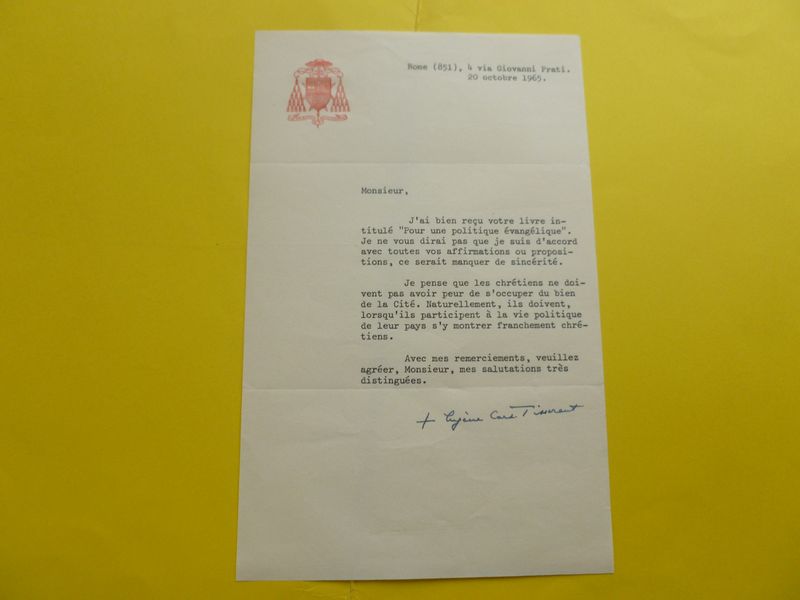 Rome (851), 4 via Giovanni Prati.
20 octobre 1965.
Monsieur,
J'ai bien reçu votre livre in-
titulé "Pour une politique évangélique".
Je ne vous dirai pas que je suis d'accord
avec toutes vos affirmations ou proposi-
tions, ce serait manquer de sincérité.
Je pense que les chrétiens ne doi-
vent pas avoir peur de s'occuper du bien
de la Cité. Naturellement, ils doivent,
lorsqu'ils participent à la vie politique
de leur pays s'y montrer franchement chré-
tiens.
Avec mes remerciements, veuillez
agréer, Monsieur, mes salutations très
distinguées.
+ Eugène Card Tisserant